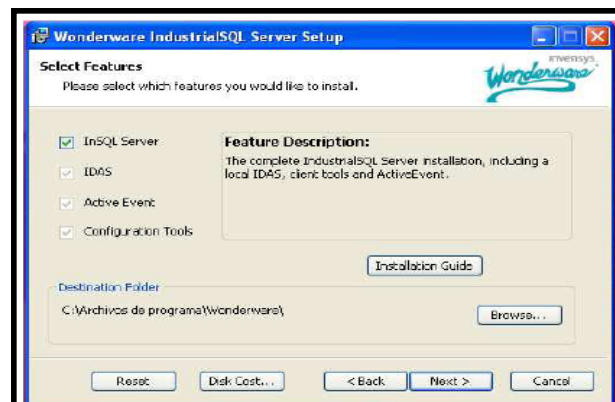 Wonderware IndustrialSQL Server Setup
Select Features
Please select which features you would like to install.
invensys
Wonderware
InSQL Server
IDAS
Active Event
Configuration Tools
Feature Description:
The complete IndustrialSQL Server installation, including a
local IDAS, client tools and ActiveEvent.
Installation Guide
Destination Folder
C:\Archivos de programa\Wonderware\
Browse...
Reset
Disk Cost...
< Back
Next >
Cancel